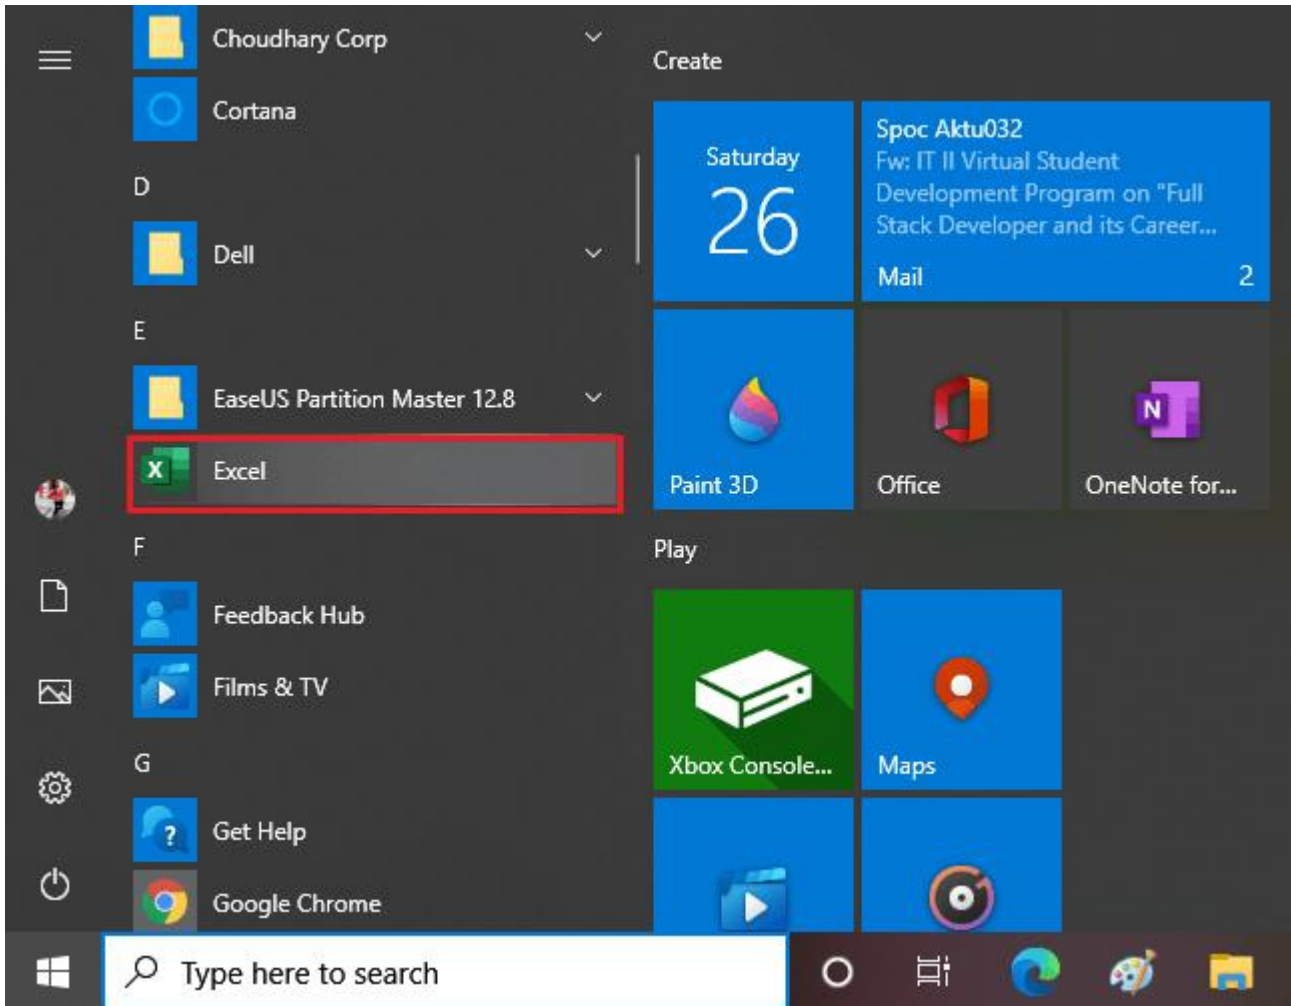 Choudhary Corp
Cortana
D
Dell
E
EaseUS Partition Master 12.8
Excel
F
Feedback Hub
Films & TV
G
Get Help
Google Chrome
Create
Saturday
26
Spoc Aktu032
Fw: IT II Virtual Student
Development Program on "Full
Stack Developer and its Career...
Mail 2
Paint 3D
Office
OneNote for...
Play
Xbox Console...
Maps
Type here to search